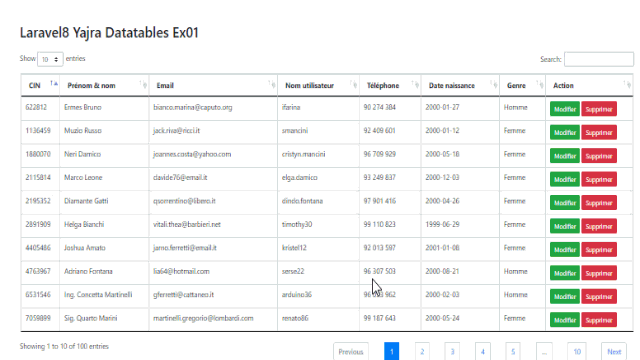 Laravel8 Yajra Datatables Ex01
Show 10 entries Search:
CIN Prénom & nom Email Nom utilisateur Téléphone Date naissance Genre Action
622812 Ermes Bruno bianco.marina@caputo.org ifarina 90 274 384 2000-01-27 Homme Modifier Supprimer
1136459 Muzio Russo jack.riva@ricci.it smancini 92 409 601 2000-01-12 Femme Modifier Supprimer
1880070 Neri Damico joannes.costa@yahoo.com cristyn.mancini 96 709 929 2000-05-18 Femme Modifier Supprimer
2115814 Marco Leone davide76@email.it elga.damico 93 249 837 2000-12-03 Femme Modifier Supprimer
2195352 Diamante Gatti qsorrentino@libero.it dindo.fontana 97 901 416 2000-04-26 Femme Modifier Supprimer
2891909 Helga Bianchi vitali.thea@barbieri.net timothy30 99 110 823 1999-06-29 Femme Modifier Supprimer
4405486 Joshua Amato jarno.ferretti@email.it kristel12 92 013 597 2001-01-08 Femme Modifier Supprimer
4763967 Adriano Fontana lia64@hotmail.com serse22 96 307 503 2000-08-21 Homme Modifier Supprimer
6531546 Ing. Concetta Martinelli gferretti@cattaneo.it arduino36 962 2000-02-03 Homme Modifier Supprimer
7059899 Sig. Quarto Marini martinelli.gregorio@lombardi.com renato86 99 187 643 2000-05-24 Femme Modifier Supprimer
Showing 1 to 10 of 100 entries Previous 1 2 3 4 5 ... 10 Next